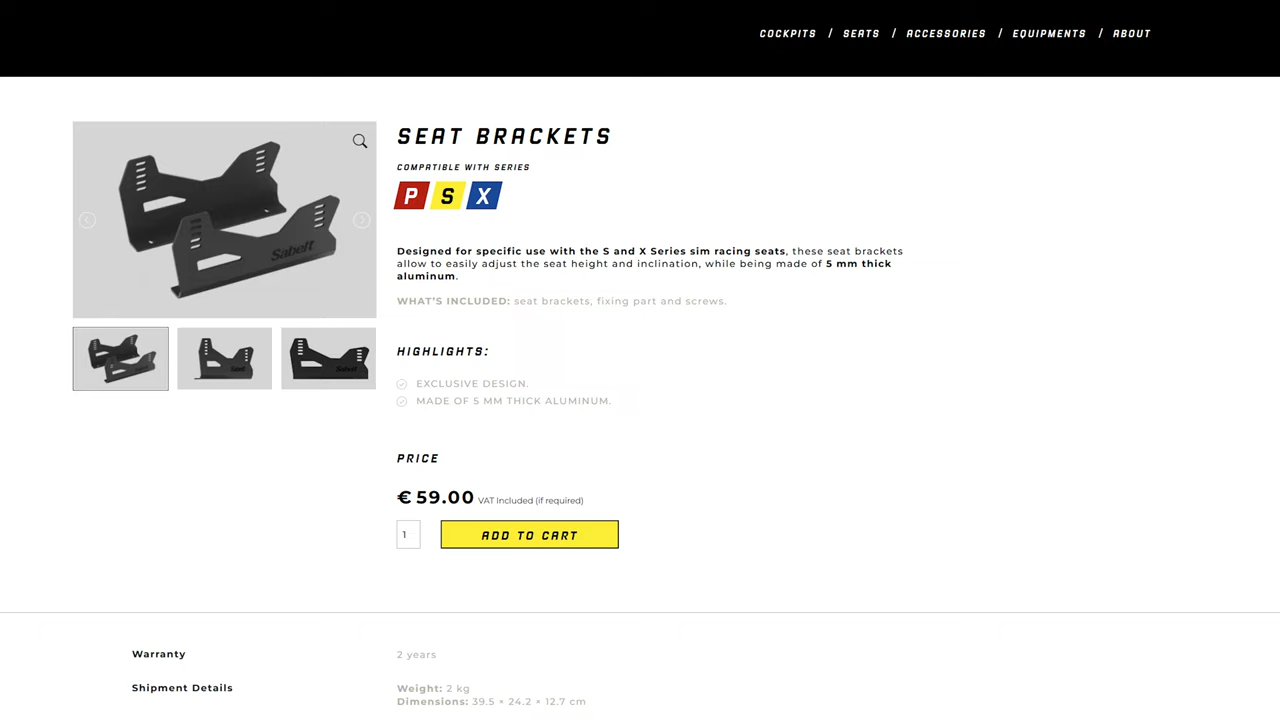 COCKPITS / SEATS / ACCESSORIES / EQUIPMENTS / ABOUT
SEAT BRACKETS
COMPATIBLE WITH SERIES
P S X
Sabelt
Designed for specific use with the S and X Series sim racing seats, these seat brackets
allow to easily adjust the seat height and inclination, while being made of 5 mm thick
aluminum.
WHAT'S INCLUDED: seat brackets, fixing part and screws.
HIGHLIGHTS:
EXCLUSIVE DESIGN.
MADE OF 5 MM THICK ALUMINUM.
PRICE
€ 59.00 VAT Included (if required)
1 ADD TO CART
Warranty 2 years
Shipment Details Weight: 2 kg
Dimensions: 39.5 × 24.2 × 12.7 cm